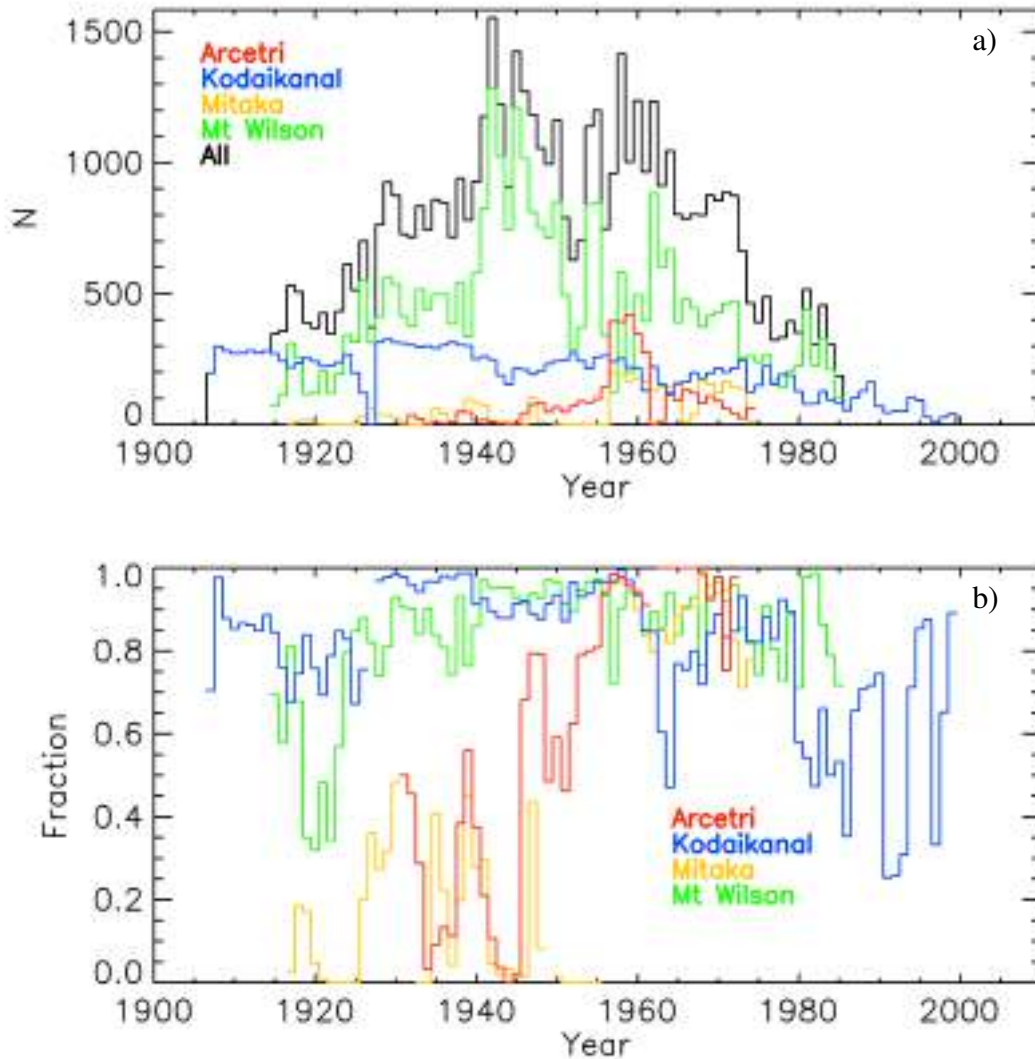 a)
1500
1000
500
0
N
Arcetri
Kodaikanal
Mitaka
Mt Wilson
All
1900 1920 1940 1960 1980 2000
Year
b)
1.0
0.8
0.6
0.4
0.2
0.0
Fraction
Arcetri
Kodaikanal
Mitaka
Mt Wilson
1900 1920 1940 1960 1980 2000
Year